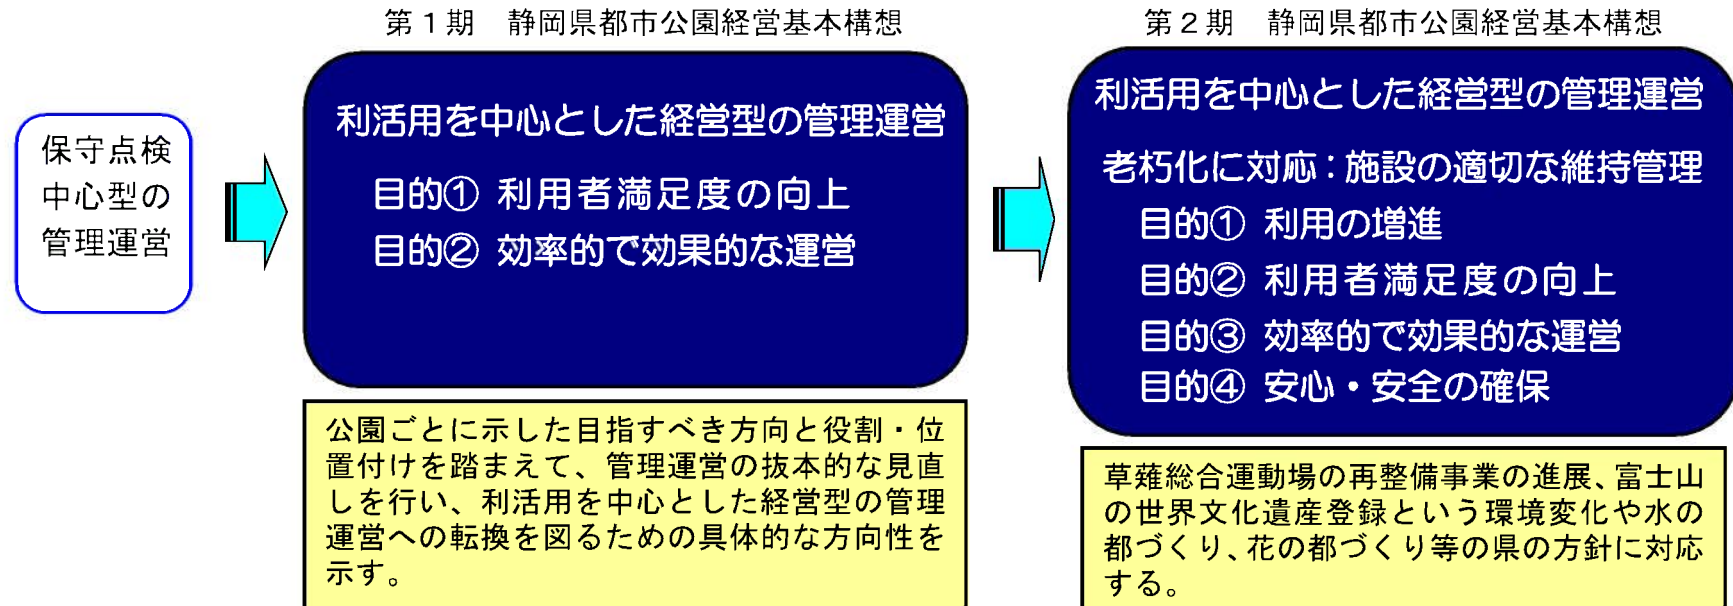 第１期　静岡県都市公園経営基本構想
第２期　静岡県都市公園経営基本構想
保守点検
中心型の
管理運営
利活用を中心とした経営型の管理運営
目的① 利用者満足度の向上
目的② 効率的で効果的な運営
公園ごとに示した目指すべき方向と役割・位
置付けを踏まえて、管理運営の抜本的な見直
しを行い、利活用を中心とした経営型の管理
運営への転換を図るための具体的な方向性を
示す。
利活用を中心とした経営型の管理運営
老朽化に対応：施設の適切な維持管理
目的① 利用の増進
目的② 利用者満足度の向上
目的③ 効率的で効果的な運営
目的④ 安心・安全の確保
草薙総合運動場の再整備事業の進展、富士山
の世界文化遺産登録という環境変化や水の
都づくり、花の都づくり等の県の方針に対応
する。